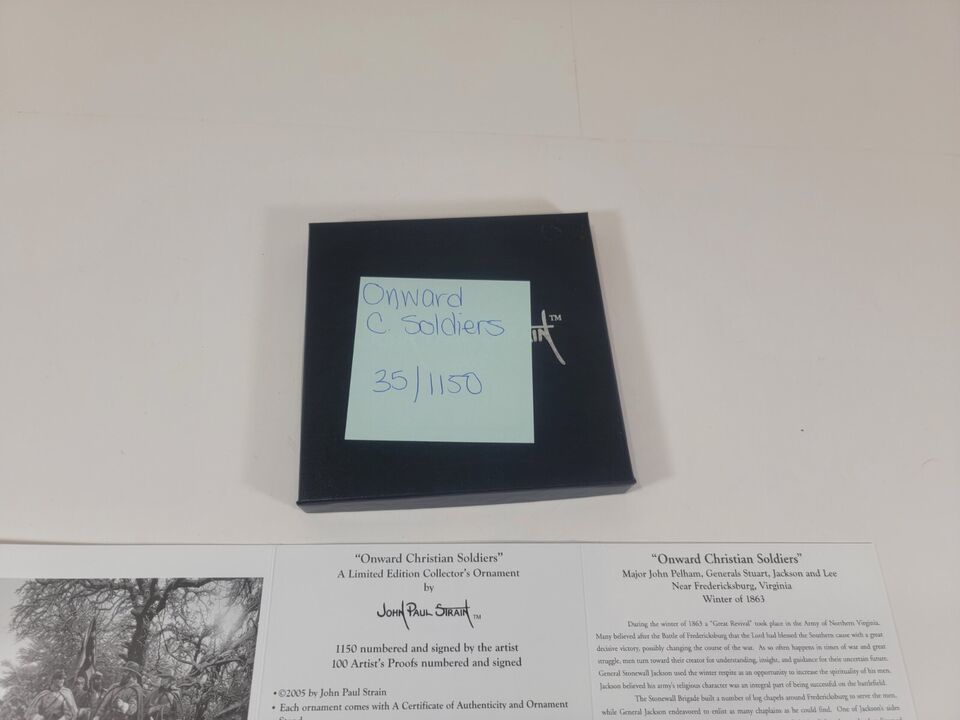 Onward
C. Soldiers
35/1150
IN™
"Onward Christian Soldiers"
A Limited Edition Collector's Ornament
by
JOHN PAUL STRAIN™
1150 numbered and signed by the artist
100 Artist's Proofs numbered and signed
• ©2005 by John Paul Strain
• Each ornament comes with A Certificate of Authenticity and Ornament
"Onward Christian Soldiers"
Major John Pelham, Generals Stuart, Jackson and Lee
Near Fredericksburg, Virginia
Winter of 1863
During the winter of 1863 a "Great Revival" took place in the Army of Northern Virginia.
Many believed after the Battle of Fredericksburg that the Lord had blessed the Southern cause with a great
decisive victory, possibly changing the course of the war. As so often happens in times of war and great
struggle, men turn toward their creator for understanding, insight, and guidance for their uncertain future.
General Stonewall Jackson used the winter respite as an opportunity to increase the spirituality of his men.
Jackson believed his army's religious character was an integral part of being successful on the battlefield.
The Stonewall Brigade built a number of log chapels around Fredericksburg to serve the men,
while General Jackson endeavored to enlist as many chaplains as he could find. One of Jackson's aides